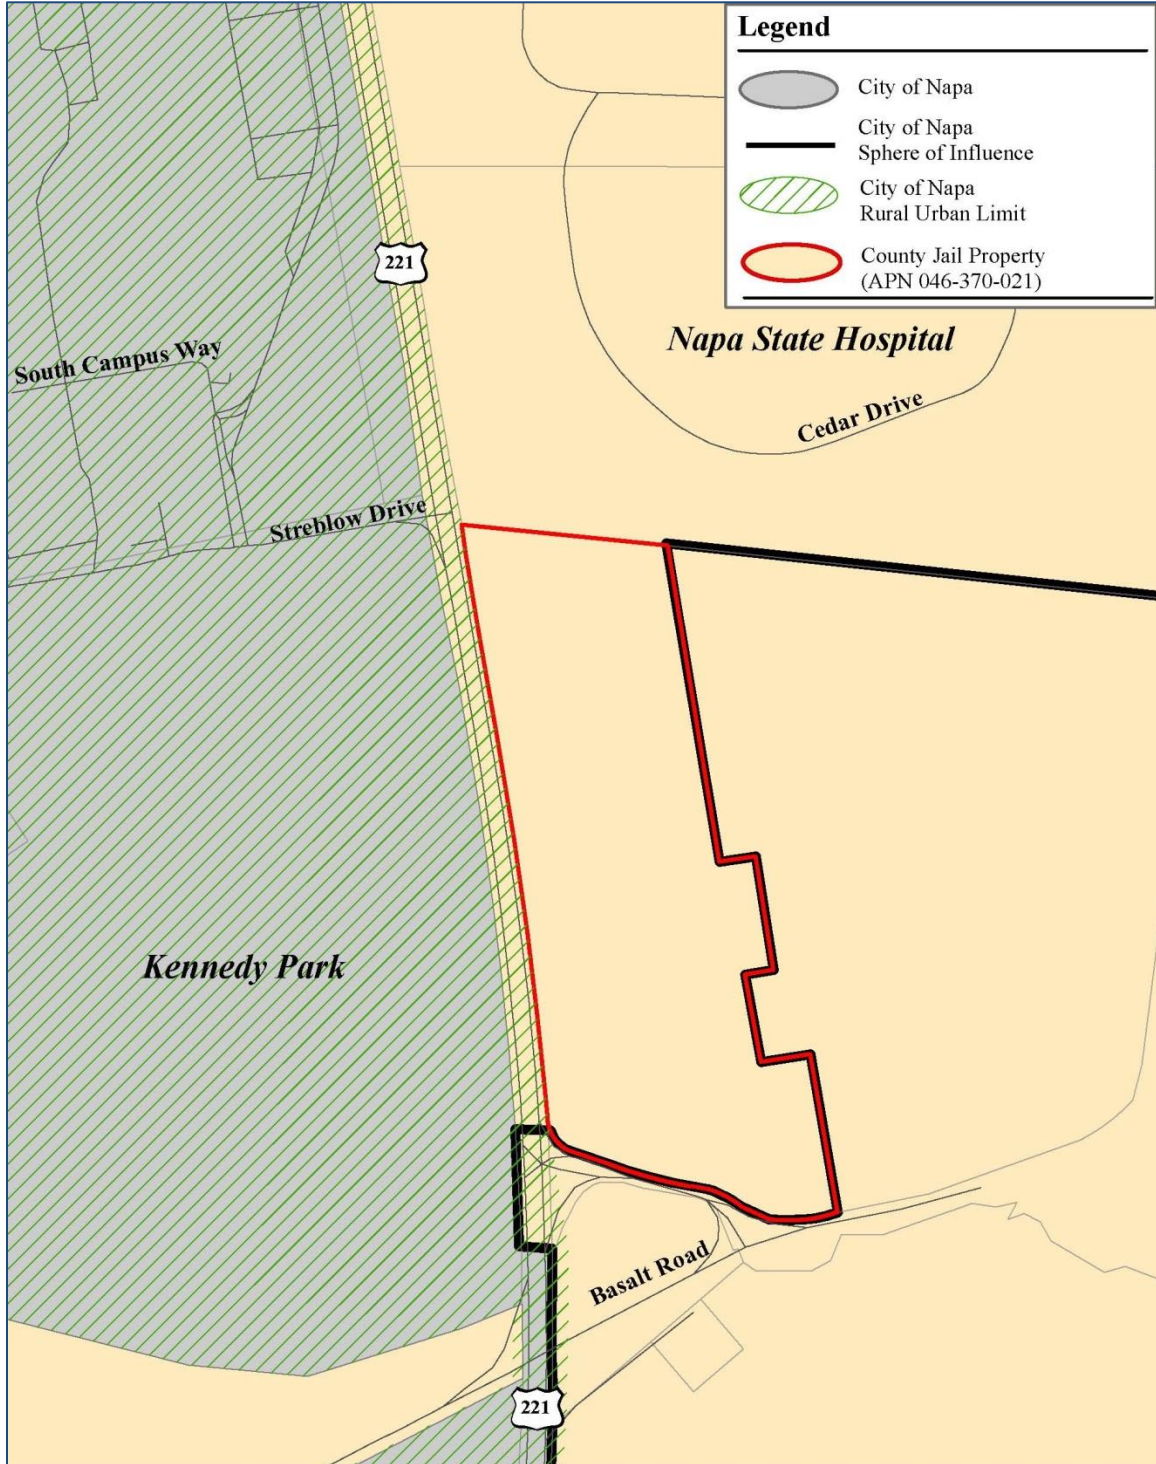 Legend
City of Napa
City of Napa
Sphere of Influence
City of Napa
Rural Urban Limit
County Jail Property
(APN 046-370-021)
221
Napa State Hospital
South Campus Way
Cedar Drive
Streblow Drive
Kennedy Park
Basalt Road
221